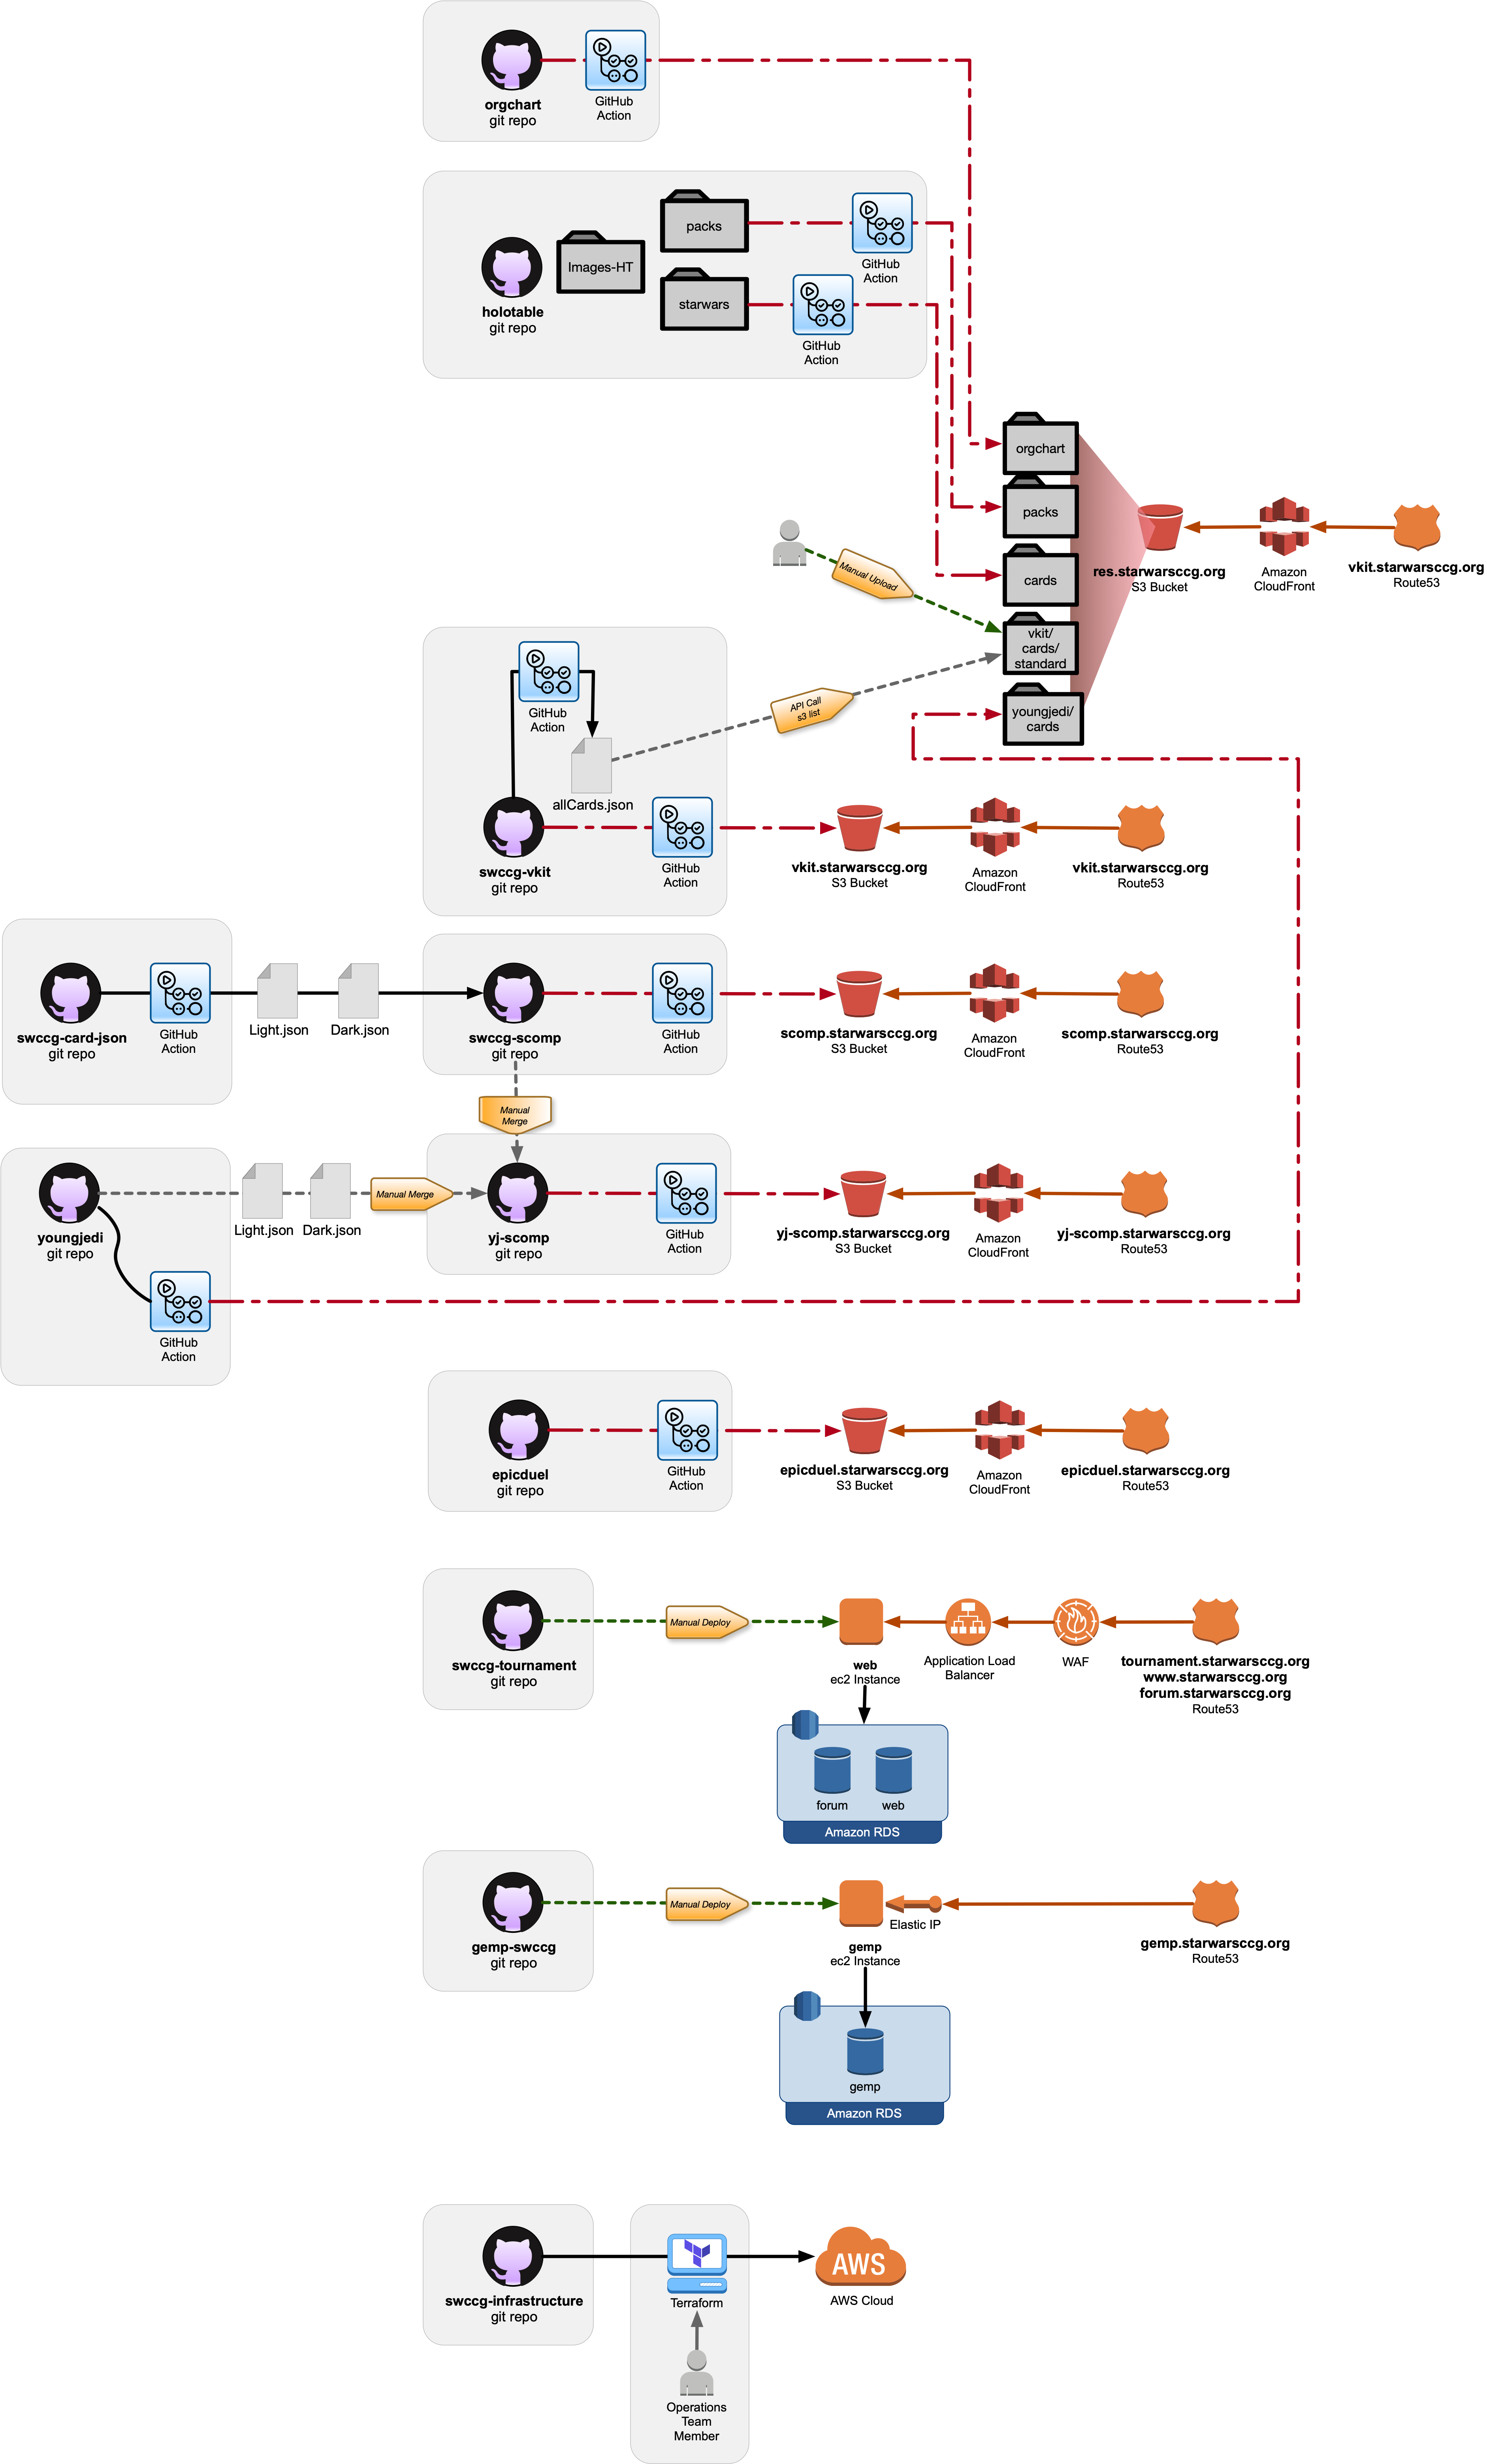 orgchart
git repo
GitHub
Action
packs
Images-HT
starwars
GitHub
Action
holotable
git repo
GitHub
Action
orgchart
packs
cards
vkit/
cards/
standard
youngjedi/
cards
res.starwarsccg.org
S3 Bucket
Amazon
CloudFront
vkit.starwarsccg.org
Route53
Manual Upload
API Call
s3 list
GitHub
Action
allCards.json
swccg-vkit
git repo
GitHub
Action
vkit.starwarsccg.org
S3 Bucket
Amazon
CloudFront
vkit.starwarsccg.org
Route53
swccg-card-json
git repo
GitHub
Action
Light.json
Dark.json
swccg-scomp
git repo
GitHub
Action
scomp.starwarsccg.org
S3 Bucket
Amazon
CloudFront
scomp.starwarsccg.org
Route53
Manual
Merge
youngjedi
git repo
Light.json
Dark.json
Manual Merge
yj-scomp
git repo
GitHub
Action
yj-scomp.starwarsccg.org
S3 Bucket
Amazon
CloudFront
yj-scomp.starwarsccg.org
Route53
GitHub
Action
epicduel
git repo
GitHub
Action
epicduel.starwarsccg.org
S3 Bucket
Amazon
CloudFront
epicduel.starwarsccg.org
Route53
swccg-tournament
git repo
Manual Deploy
web
ec2 Instance
Application Load
Balancer
WAF
tournament.starwarsccg.org
www.starwarsccg.org
forum.starwarsccg.org
Route53
forum
web
Amazon RDS
gemp-swccg
git repo
Manual Deploy
Elastic IP
gemp
ec2 Instance
gemp.starwarsccg.org
Route53
gemp
Amazon RDS
swccg-infrastructure
git repo
Terraform
AWS
AWS Cloud
Operations
Team
Member